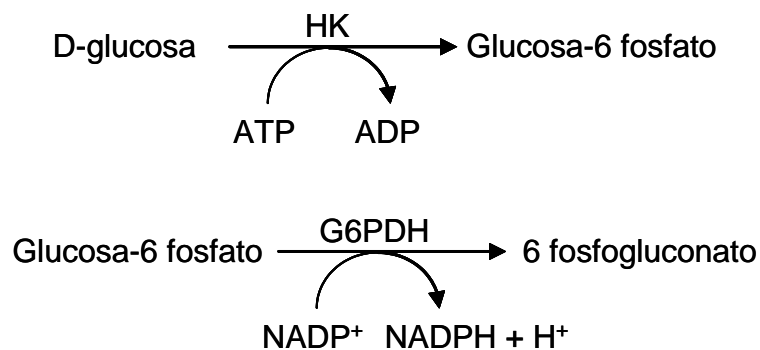 HK
D-glucosa Glucosa-6 fosfato
ATP ADP
G6PDH
Glucosa-6 fosfato 6 fosfogluconato
NADP⁺ NADPH + H⁺